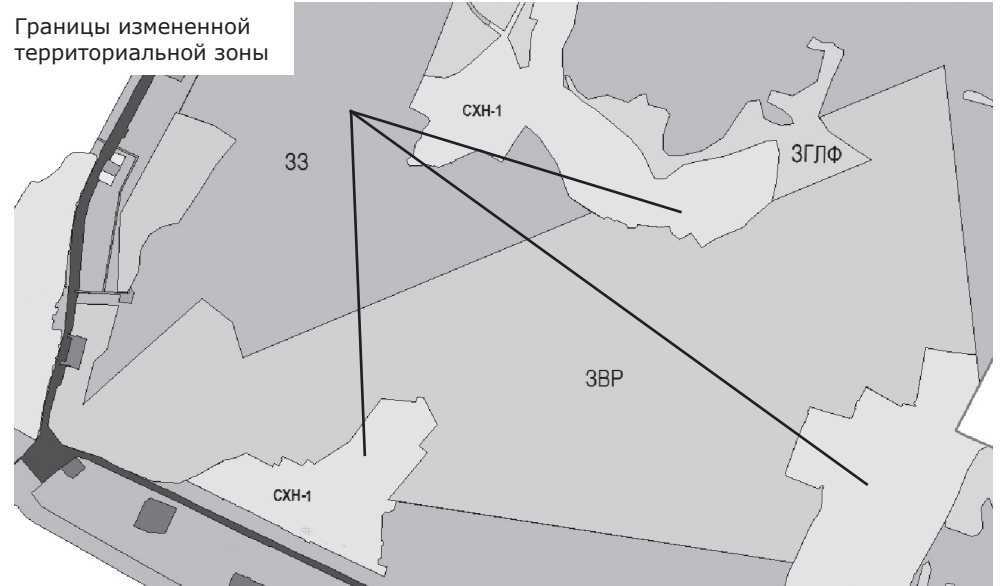 Границы измененной
территориальной зоны
СХН-1
ЗГЛФ
ЗЗ
ЗВР
СХН-1